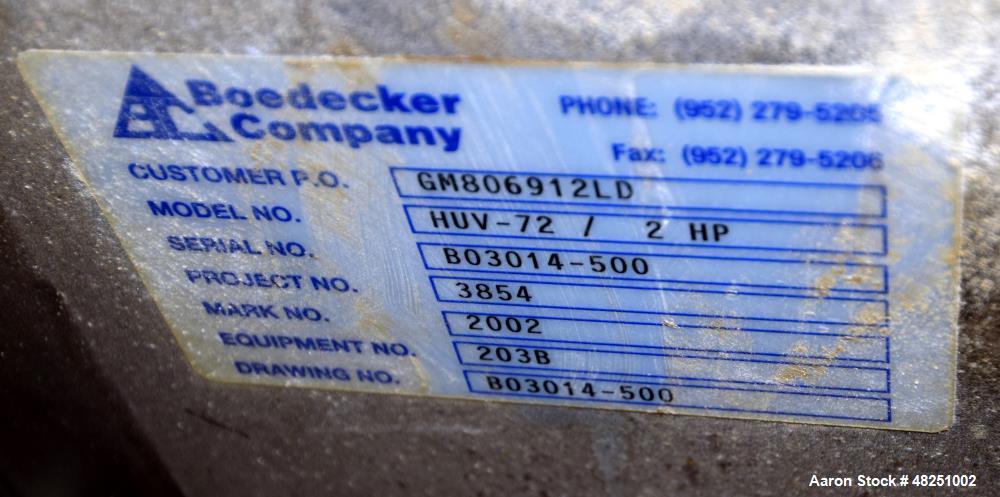 BC Boedecker Company
PHONE: (952) 279-5205
Fax: (952) 279-5206
CUSTOMER P.O. GM806912LD
MODEL NO. HUV-72 / 2 HP
SERIAL NO. B03014-500
PROJECT NO. 3854
MARK NO. 2002
EQUIPMENT NO. 203B
DRAWING NO. B03014-500
Aaron Stock # 48251002